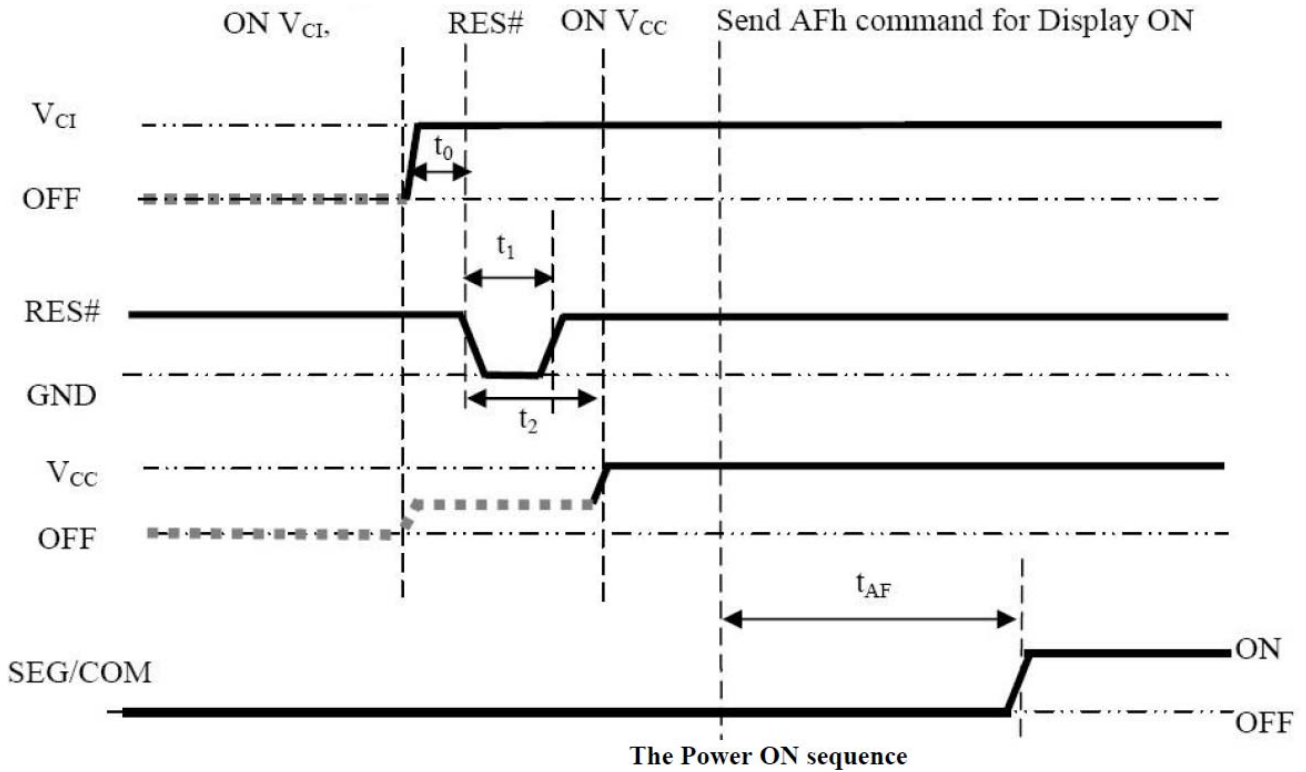 ON VCI,    RES#    ON VCC    Send AFh command for Display ON
VCI
t0
OFF
t1
RES#
GND
t2
VCC
OFF
tAF
ON
SEG/COM
OFF
The Power ON sequence